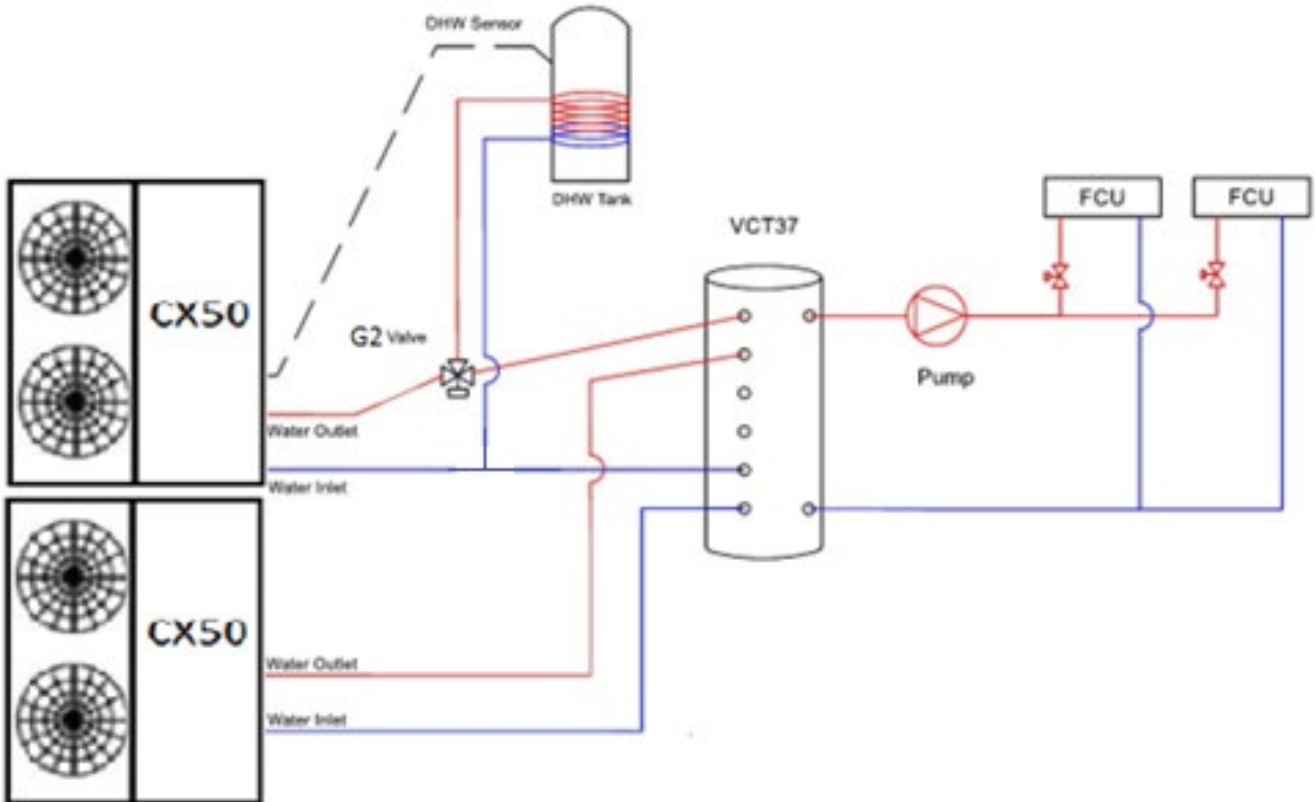 DHW Sensor
DHW Tank
CX50
G2 Valve
VCT37
FCU
FCU
Pump
Water Outlet
Water Inlet
CX50
Water Outlet
Water Inlet